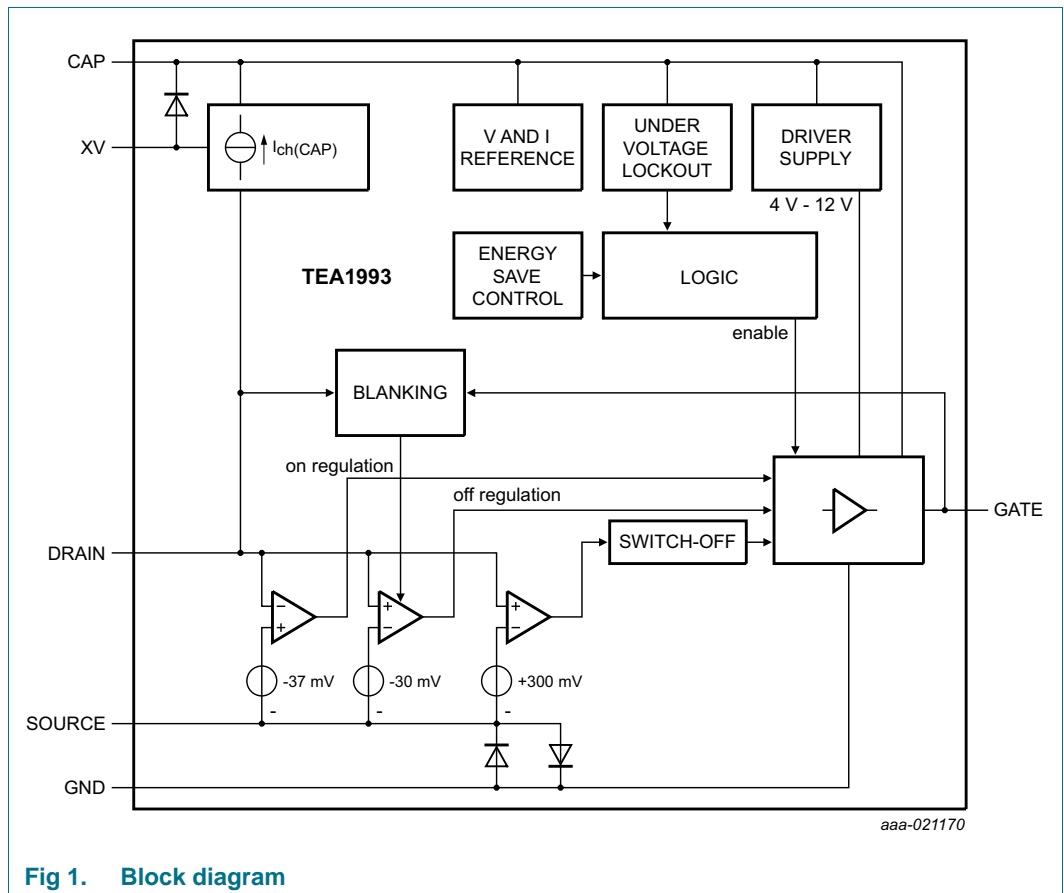 CAP
XV
Ich(CAP)
V AND I
REFERENCE
UNDER
VOLTAGE
LOCKOUT
DRIVER
SUPPLY
4 V - 12 V
TEA1993
ENERGY
SAVE
CONTROL
LOGIC
enable
BLANKING
on regulation
off regulation
GATE
DRAIN
SWITCH-OFF
-
+
+
-
+
-
-37 mV
-30 mV
+300 mV
-
-
-
SOURCE
GND
aaa-021170
Fig 1. Block diagram